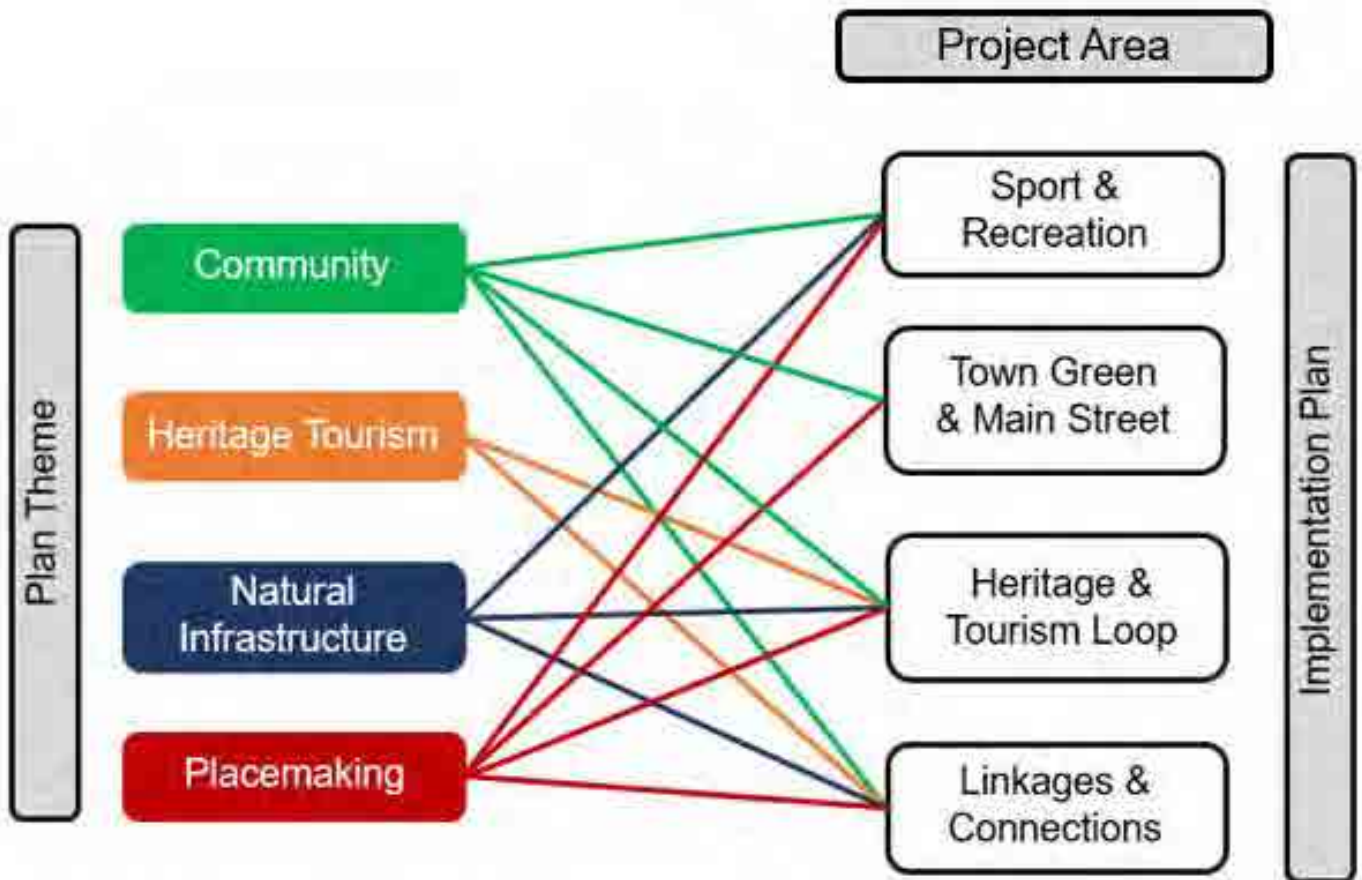 Project Area
Plan Theme
Community
Heritage Tourism
Natural
Infrastructure
Placemaking
Sport &
Recreation
Town Green
& Main Street
Heritage &
Tourism Loop
Linkages &
Connections
Implementation Plan